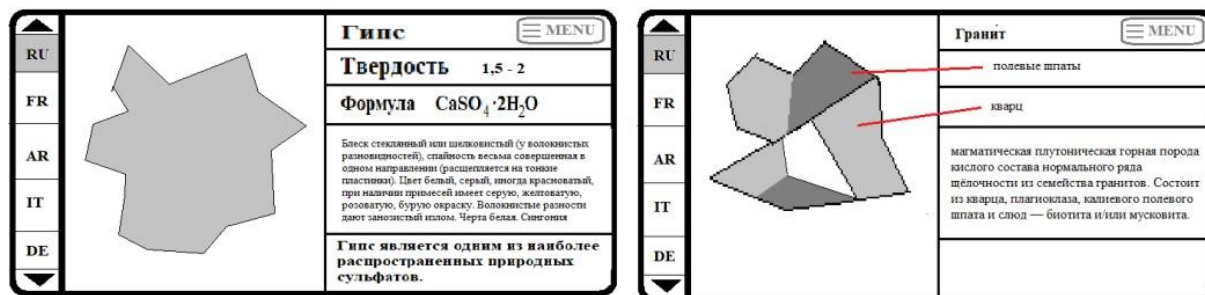 RU
FR
AR
IT
DE
Гипс
MENU
Твердость 1,5 - 2
Формула CaSO₄·2H₂O
Блеск стеклянный или шелковистый (у волокнистых
разновидностей), спайность весьма совершенная в
одном направлении (расщепляется на тонкие
пластинки). Цвет белый, серый, иногда красноватый,
при наличии примесей имеет серую, желтоватую,
розоватую, бурую окраску. Волокнистые разности
дают занозистый излом. Черта белая. Сингония
Гипс является одним из наиболее
распространенных природных
сульфатов.
RU
FR
AR
IT
DE
Гранит
MENU
полевые шпаты
кварц
магматическая плутоническая горная порода
кислого состава нормального ряда
щёлочности из семейства гранитов. Состоит
из кварца, плагиоклаза, калиевого полевого
шпата и слюд — биотита и/или мусковита.